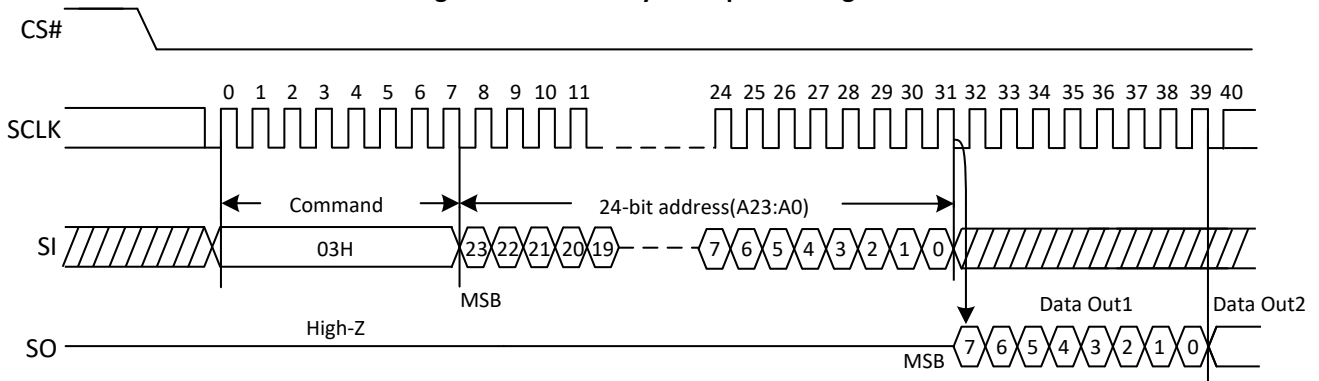 CS#
0 1 2 3 4 5 6 7 8 9 10 11 24 25 26 27 28 29 30 31 32 33 34 35 36 37 38 39 40
SCLK
Command 24-bit address(A23:A0)
SI 03H 23 22 21 20 19 7 6 5 4 3 2 1 0
MSB Data Out1 Data Out2
High-Z
SO MSB 7 6 5 4 3 2 1 0